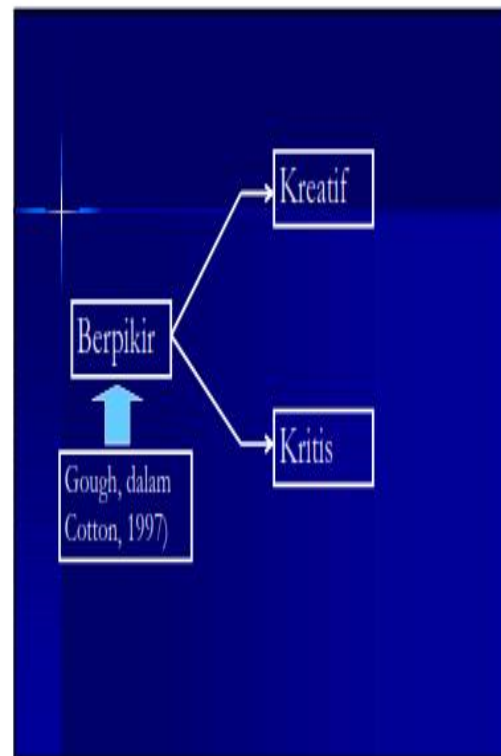 Kreatif
Berpikir
Kritis
Gough, dalam
Cotton, 1997)